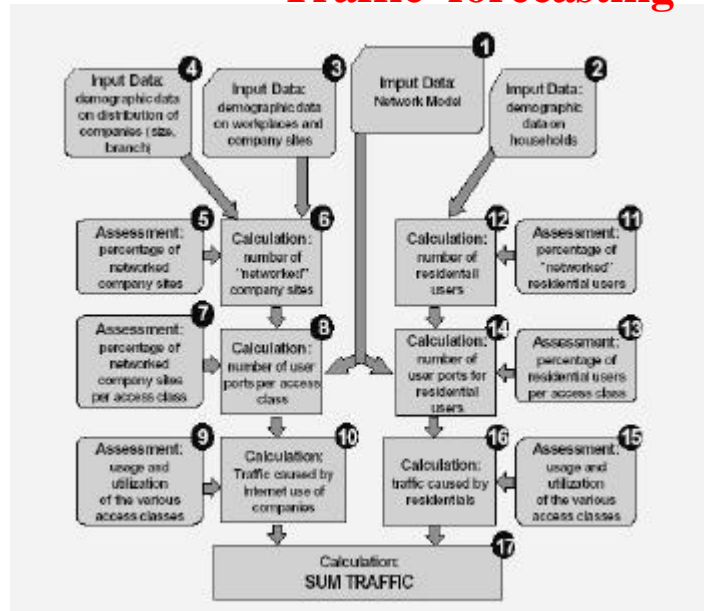 Traffic forecasting
4
Input Data:
demographic data
on distribution of
companies (size,
branch)
3
Input Data:
demographic data
on workplaces and
company sites
1
Imput Data:
Network Model
2
Input Data:
demographic
data on
households
5
Assessment:
percentage of
networked
company sites
6
Calculation:
number of
"networked"
company sites
12
Calculation:
number of
residentail
users
11
Assessment:
percentage of
"networked"
residential users
7
Assessment:
percentage of
networked
company sites
per access class
8
Calculation:
number of user
ports per access
class
14
Calculation:
number of
user ports for
residential
users
13
Assessment:
percentage of
residential users
per access class
9
Assessment:
usage and
utilization
of the various
access classes
10
Calculation:
Traffic caused by
Internet use of
companies
16
Calculation:
traffic caused by
residentials
15
Assessment:
usage and
utilization
of the various
access classes
17
Calculation:
SUM TRAFFIC